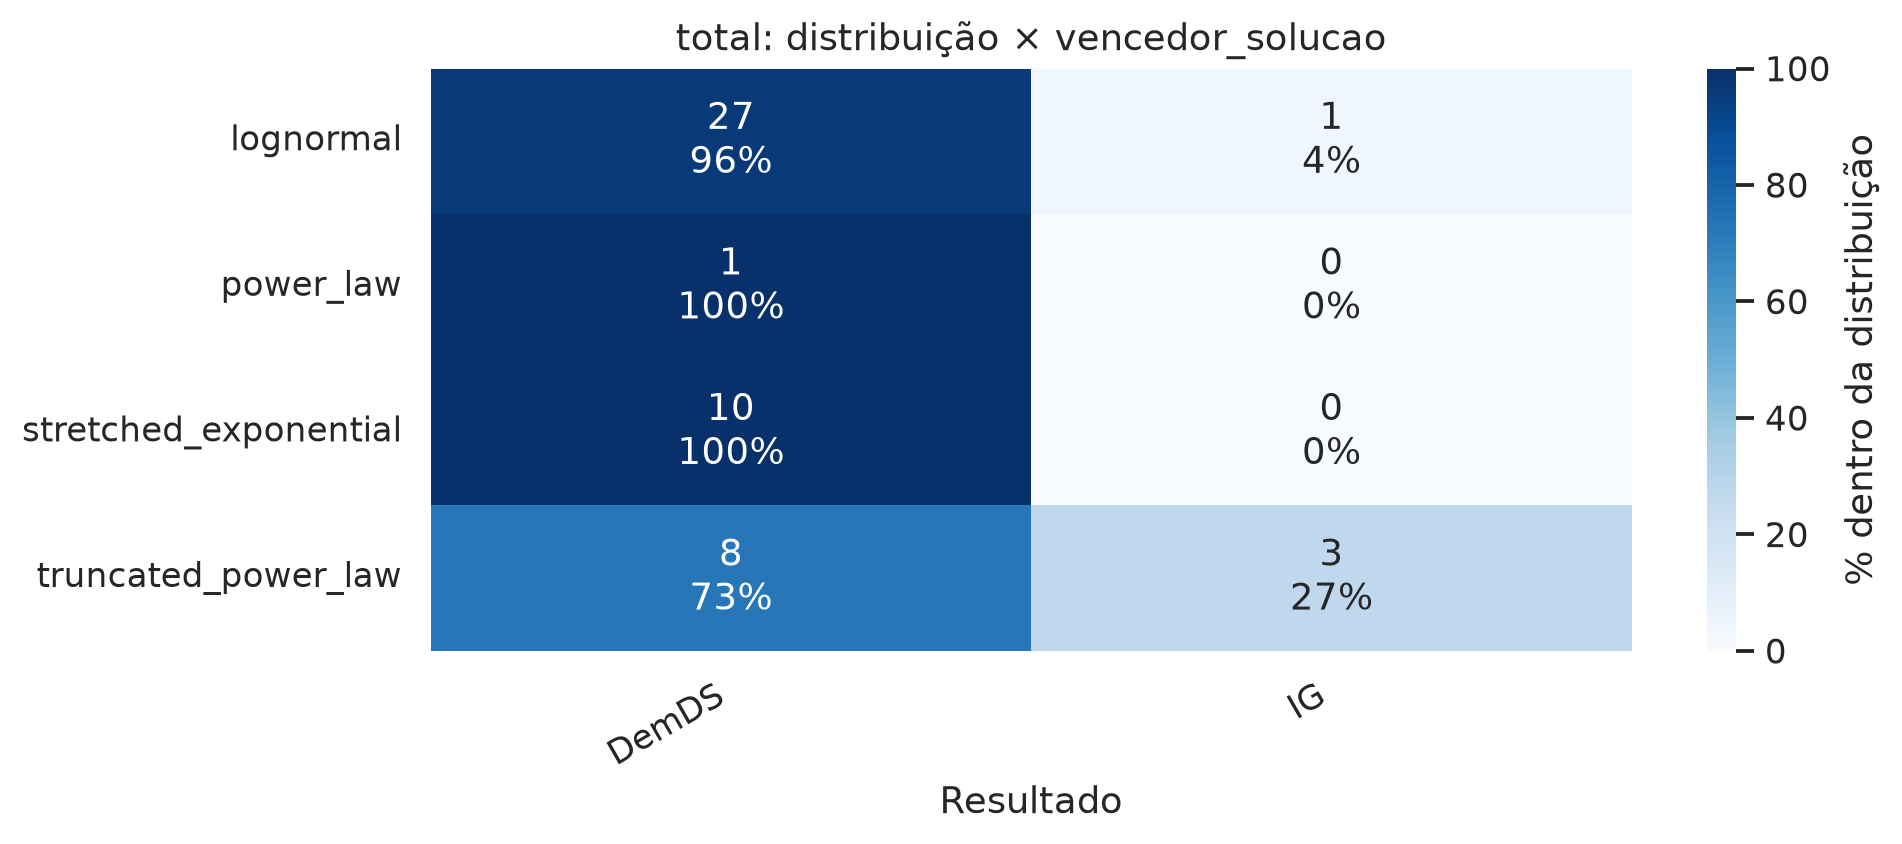 total: distribuição × vencedor_solucao
lognormal
27
96%
1
4%
power_law
1
100%
0
0%
stretched_exponential
10
100%
0
0%
truncated_power_law
8
73%
3
27%
DemDS
IG
Resultado
100
80
60
40
20
0
% dentro da distribuição